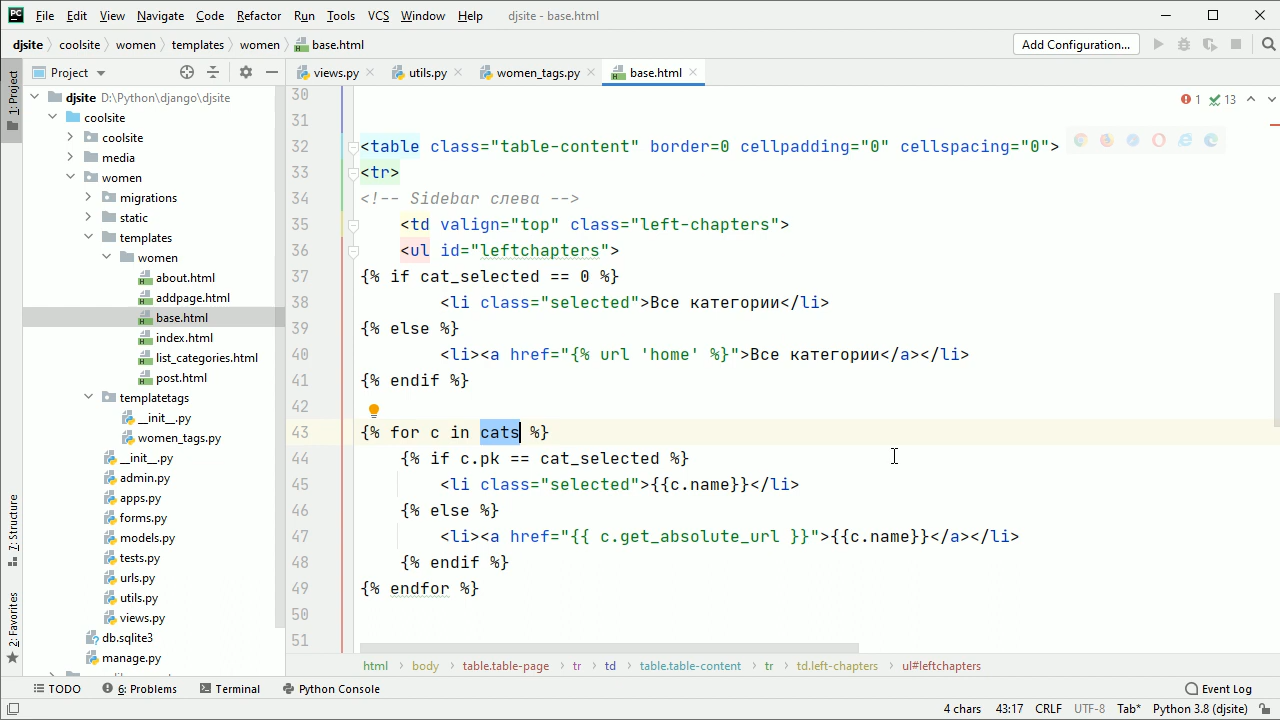 PC File Edit View Navigate Code Refactor Run Tools VCS Window Help djsite - base.html
djsite coolsite women templates women base.html Add Configuration...
1: Project
Project
views.py utils.py women_tags.py base.html
djsite D:\Python\django\djsite
coolsite
coolsite
media
women
migrations
static
templates
women
about.html
addpage.html
base.html
index.html
list_categories.html
post.html
templatetags
__init__.py
women_tags.py
__init__.py
admin.py
apps.py
forms.py
models.py
tests.py
urls.py
utils.py
views.py
db.sqlite3
manage.py
7: Structure
2: Favorites
1 13
30
31
32 <table class="table-content" border=0 cellpadding="0" cellspacing="0">
33 <tr>
34 <!-- Sidebar слева -->
35 <td valign="top" class="left-chapters">
36 <ul id="leftchapters">
37 {% if cat_selected == 0 %}
38 <li class="selected">Все категории</li>
39 {% else %}
40 <li><a href="{% url 'home' %}">Все категории</a></li>
41 {% endif %}
42
43 {% for c in cats %}
44 {% if c.pk == cat_selected %}
45 <li class="selected">{{c.name}}</li>
46 {% else %}
47 <li><a href="{{ c.get_absolute_url }}">{{c.name}}</a></li>
48 {% endif %}
49 {% endfor %}
50
51
html body table.table-page tr td table.table-content tr td.left-chapters ul#leftchapters
TODO 6: Problems Terminal Python Console Event Log
4 chars 43:17 CRLF UTF-8 Tab* Python 3.8 (djsite)